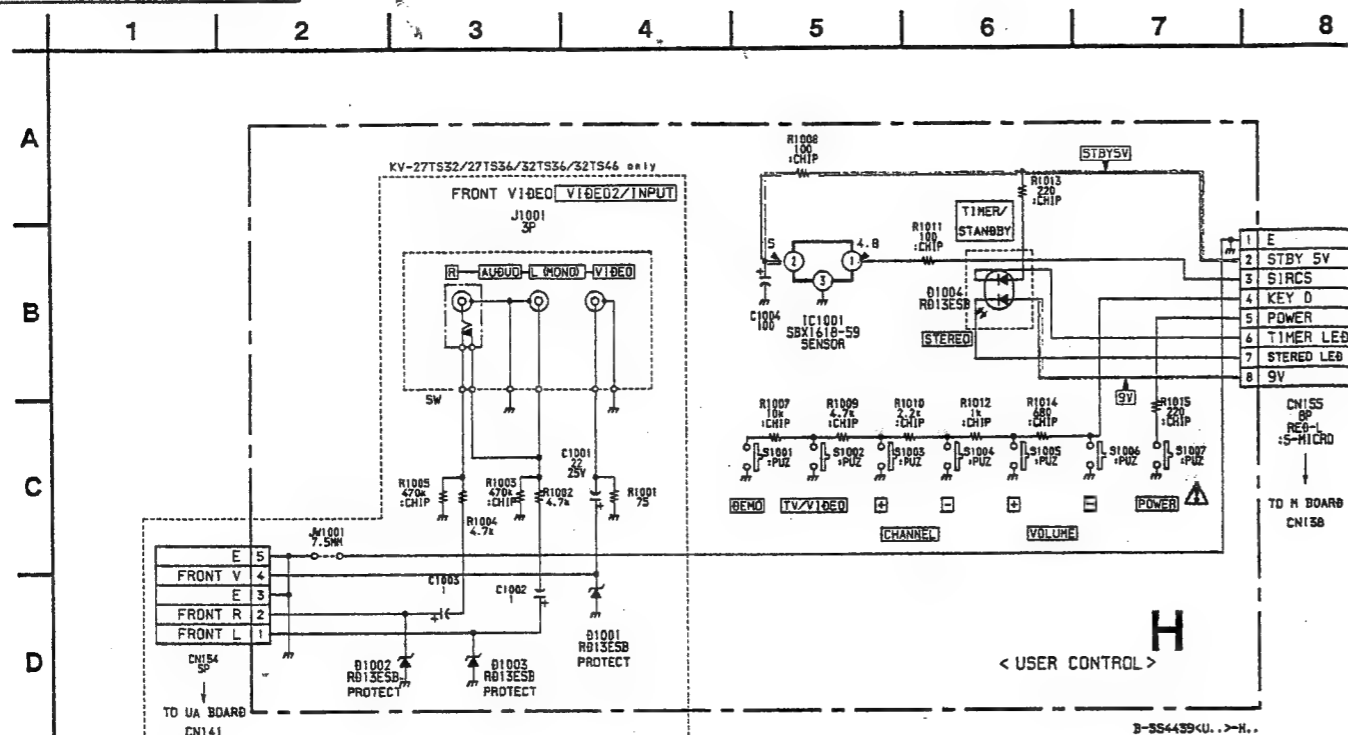 1 2 3 4 5 6 7 8
A
B
C
D
KV-27TS32/27TS36/32TS36/32TS46 only
FRONT VIDEO VIDEO2/INPUT
J1001
3P
R AUDUO L (MONO) VIDEO
SW
R1005
470k
:CHIP
R1004
4.7k
R1003
470k
:CHIP
R1002
4.7k
C1001
22
25V
R1001
75
JW1001
7.5MM
E 5
FRONT V 4
E 3
FRONT R 2
FRONT L 1
CN154
5P
TO UA BOARD
CN141
C1003
1
C1002
1
D1002
RD13ESB
PROTECT
D1003
RD13ESB
PROTECT
D1001
RD13ESB
PROTECT
R1008
100
:CHIP
STBY5V
R1013
220
:CHIP
TIMER/
STANDBY
R1011
100
:CHIP
5 2 1 4.8
3
C1004
100
IC1001
SBX1618-59
SENSOR
D1004
RD13ESB
STEREO
9V
1 E
2 STBY 5V
3 SIRCS
4 KEY D
5 POWER
6 TIMER LED
7 STEREO LED
8 9V
CN155
8P
RED-L
:S-MICRO
TO M BOARD
CN138
R1007
10k
:CHIP
R1009
4.7k
:CHIP
R1010
2.2k
:CHIP
R1012
1k
:CHIP
R1014
680
:CHIP
R1015
220
:CHIP
S1001
:PUZ
S1002
:PUZ
S1003
:PUZ
S1004
:PUZ
S1005
:PUZ
S1006
:PUZ
S1007
:PUZ
DEMO TV/VIDEO + - + - POWER
CHANNEL VOLUME
H
< USER CONTROL >
B-SS4439<U..>-H..